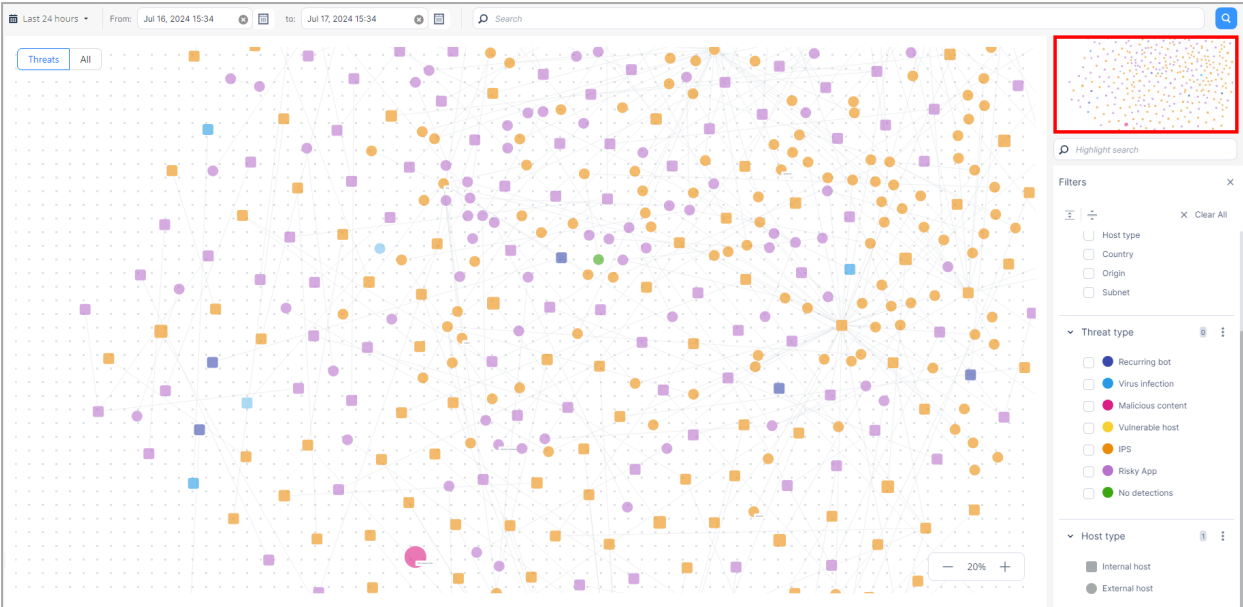 Last 24 hours From: Jul 16, 2024 15:34 to: Jul 17, 2024 15:34 Search
Threats All
Highlight search
Filters
Clear All
Host type
Country
Origin
Subnet
Threat type 0
Recurring bot
Virus infection
Malicious content
Vulnerable host
IPS
Risky App
No detections
Host type 1
Internal host
External host
20%